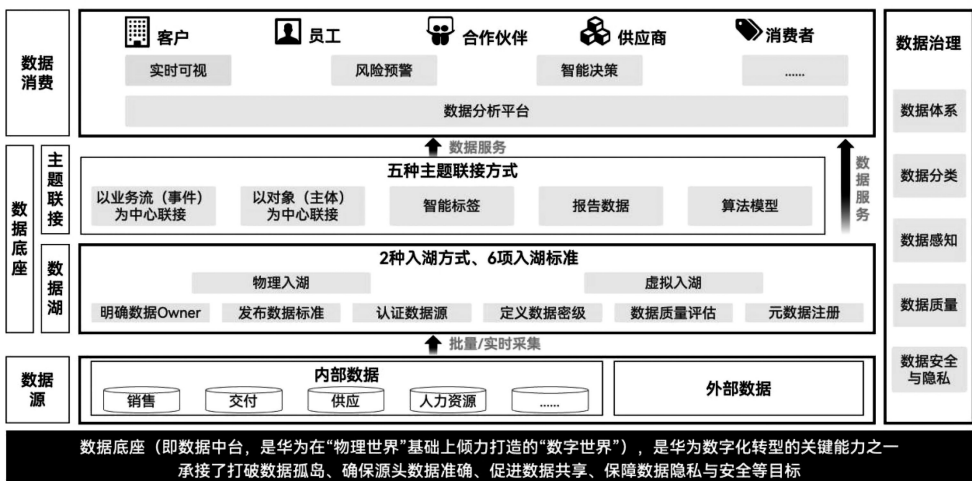 数据
消费
客户
员工
合作伙伴
供应商
消费者
实时可视
风险预警
智能决策
......
数据分析平台
数据服务
数据服务
数据底座
主题联接
五种主题联接方式
以业务流（事件）
为中心联接
以对象（主体）
为中心联接
智能标签
报告数据
算法模型
数据湖
2种入湖方式、6项入湖标准
物理入湖
虚拟入湖
明确数据Owner
发布数据标准
认证数据源
定义数据密级
数据质量评估
元数据注册
批量/实时采集
数据
源
内部数据
销售
交付
供应
人力资源
......
外部数据
数据治理
数据体系
数据分类
数据感知
数据质量
数据安全
与隐私
数据底座（即数据中台，是华为在“物理世界”基础上倾力打造的“数字世界”），是华为数字化转型的关键能力之一
承接了打破数据孤岛、确保源头数据准确、促进数据共享、保障数据隐私与安全等目标